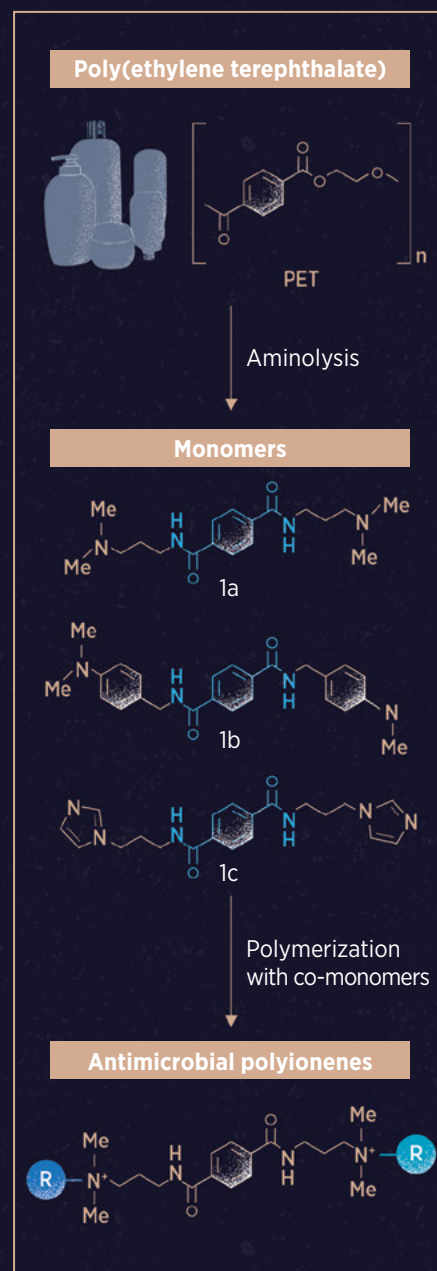 Poly(ethylene terephthalate)
O
O
O
O
n
PET
Aminolysis
Monomers
Me
N
Me
H
N
O
O
N
H
N
Me
Me
1a
Me
N
Me
H
N
O
O
N
H
N
Me
1b
N
N
H
N
O
O
N
H
N
N
1c
Polymerization
with co-monomers
Antimicrobial polyionenes
R
Me
N+
Me
H
N
O
O
N
H
Me
N+
Me
R